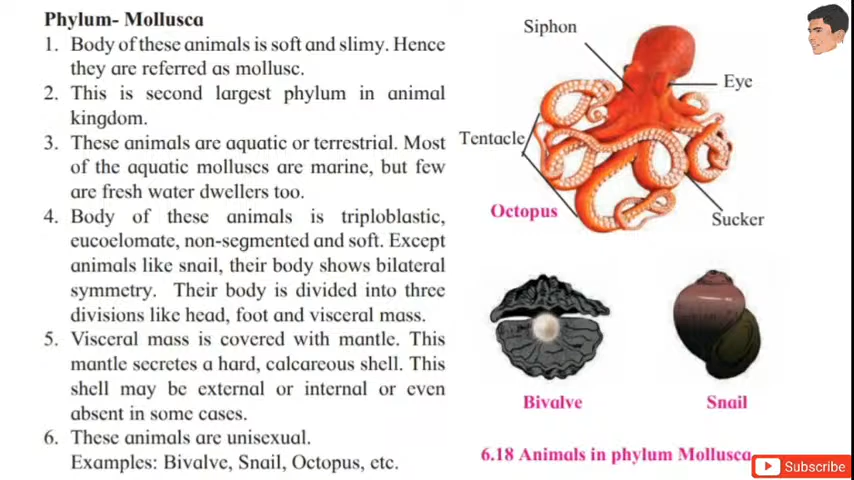 Phylum- Mollusca
1. Body of these animals is soft and slimy. Hence
they are referred as mollusc.
2. This is second largest phylum in animal
kingdom.
3. These animals are aquatic or terrestrial. Most
of the aquatic molluscs are marine, but few
are fresh water dwellers too.
4. Body of these animals is triploblastic,
eucoelomate, non-segmented and soft. Except
animals like snail, their body shows bilateral
symmetry. Their body is divided into three
divisions like head, foot and visceral mass.
5. Visceral mass is covered with mantle. This
mantle secretes a hard, calcareous shell. This
shell may be external or internal or even
absent in some cases.
6. These animals are unisexual.
Examples: Bivalve, Snail, Octopus, etc.
Siphon
Eye
Tentacle
Octopus
Sucker
Bivalve
Snail
6.18 Animals in phylum Mollusca
Subscribe